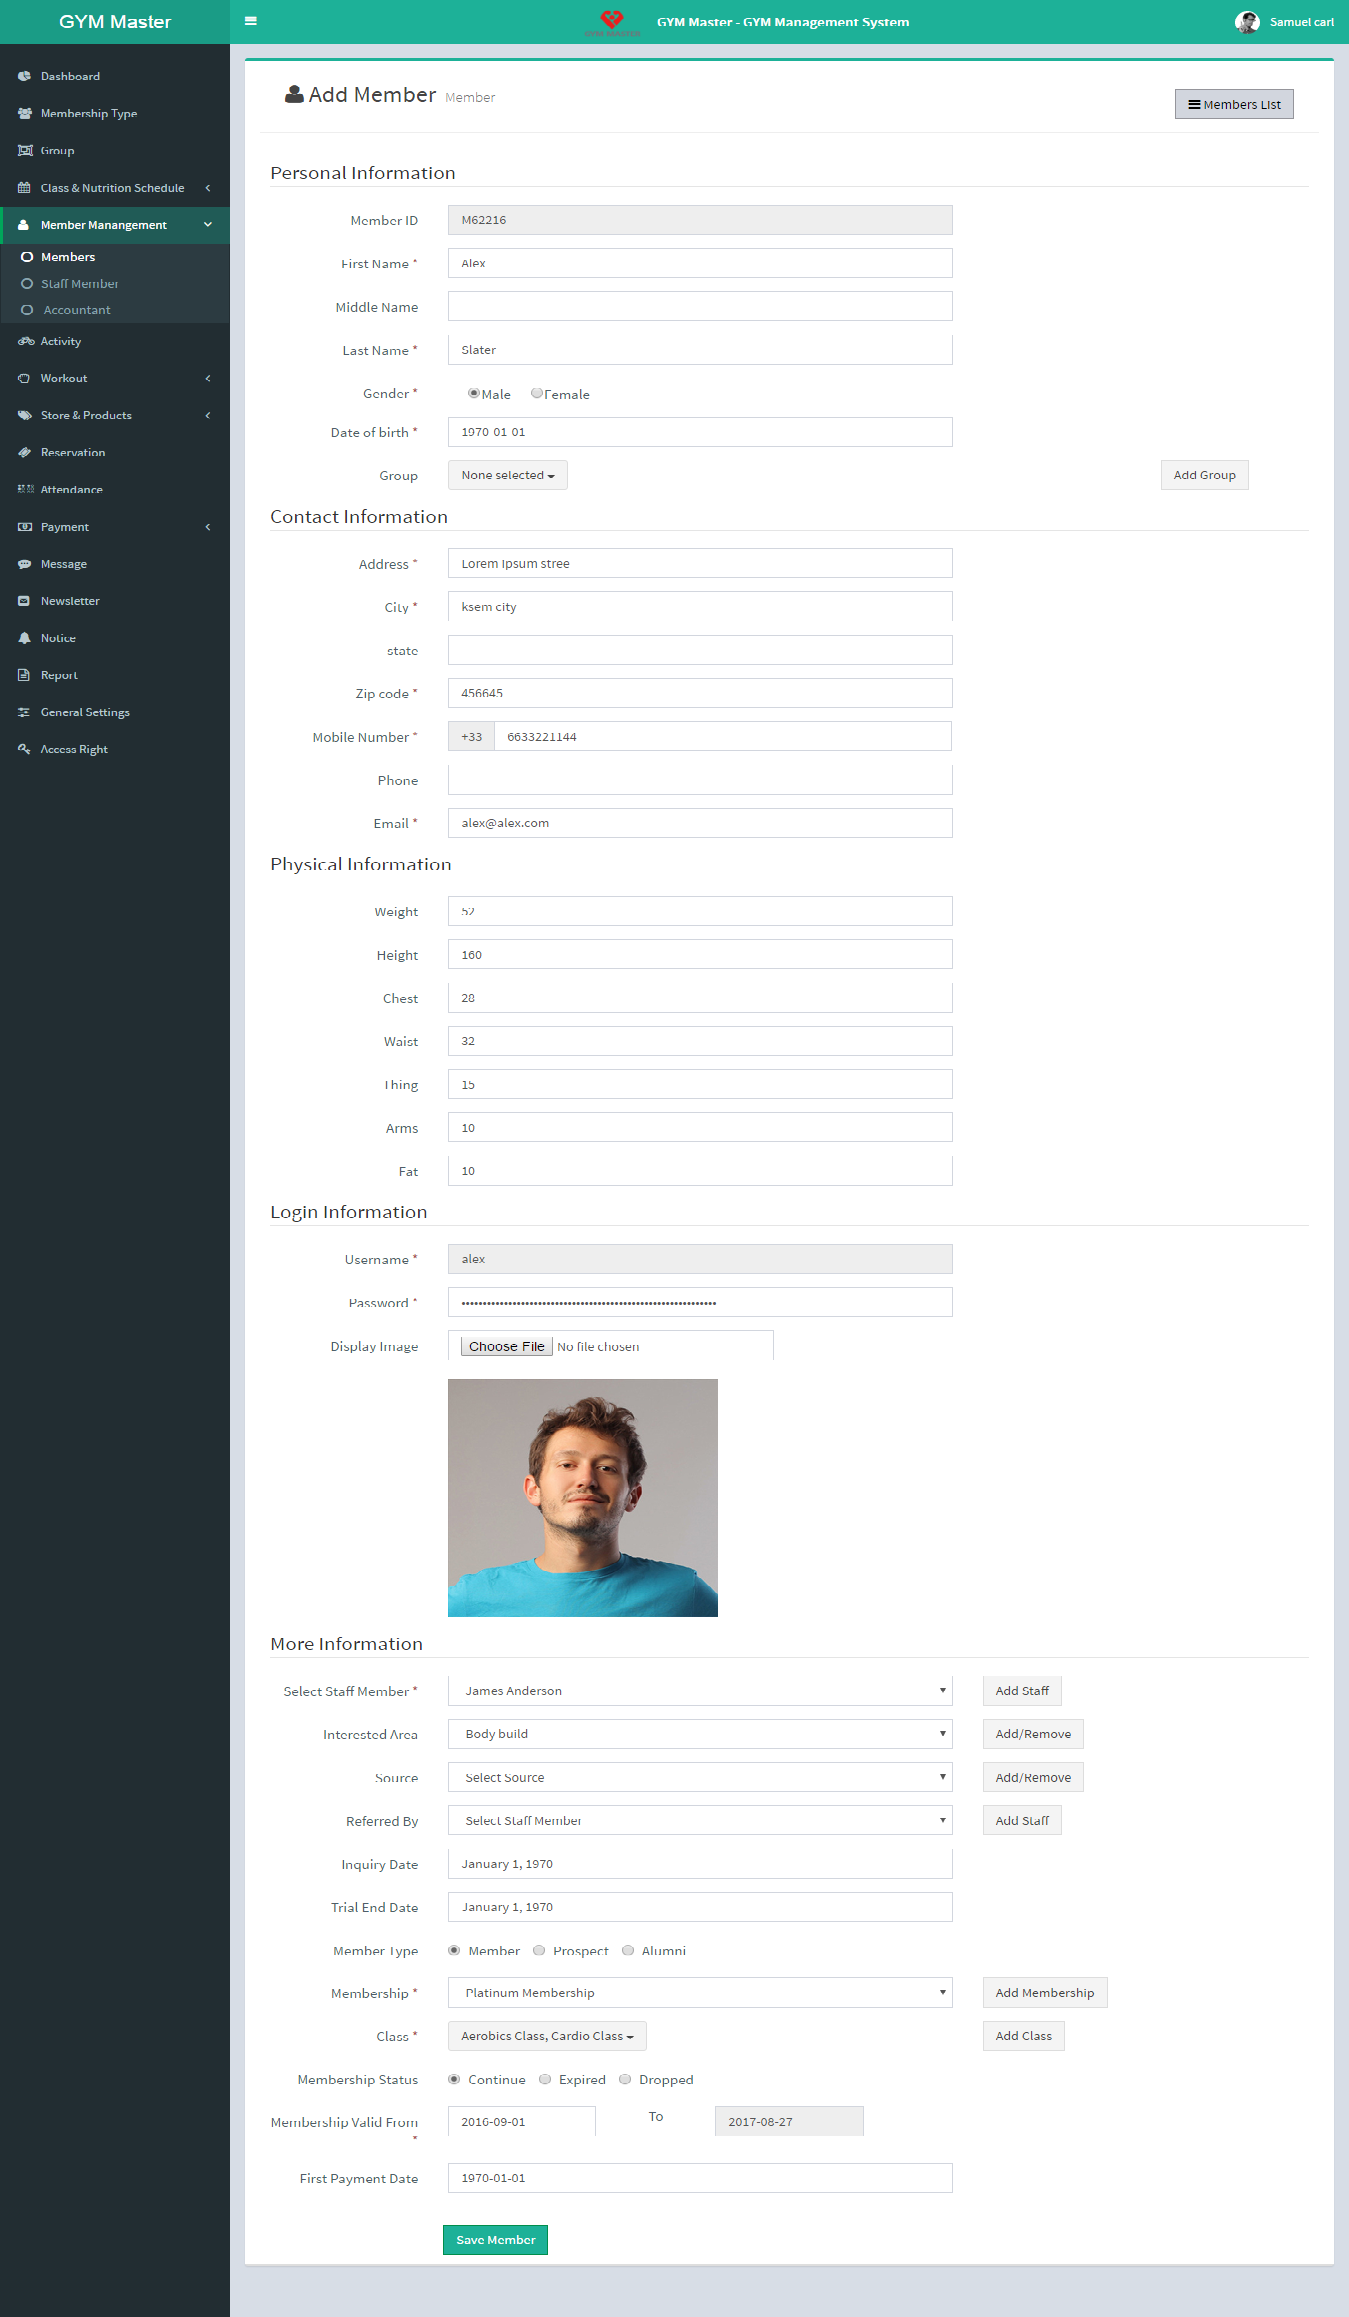 GYM Master
GYM MASTER
GYM Master - GYM Management System
Samuel carl
Dashboard
Membership Type
Group
Class & Nutrition Schedule
Member Manangement
Members
Staff Member
Accountant
Activity
Workout
Store & Products
Reservation
Attendance
Payment
Message
Newsletter
Notice
Report
General Settings
Access Right
Add Member Member
Members List
Personal Information
Member ID M62216
First Name * Alex
Middle Name
Last Name * Slater
Gender * Male Female
Date of birth * 1970-01-01
Group None selected Add Group
Contact Information
Address * Lorem Ipsum stree
City * ksem city
state
Zip code * 456645
Mobile Number * +33 6633221144
Phone
Email * alex@alex.com
Physical Information
Weight 52
Height 160
Chest 28
Waist 32
Thing 15
Arms 10
Fat 10
Login Information
Username * alex
Password * ••••••••••••••••••••••••••••••••••••••••••••••••••••••••••••
Display Image Choose File No file chosen
More Information
Select Staff Member * James Anderson Add Staff
Interested Area Body build Add/Remove
Source Select Source Add/Remove
Referred By Select Staff Member Add Staff
Inquiry Date January 1, 1970
Trial End Date January 1, 1970
Member Type Member Prospect Alumni
Membership * Platinum Membership Add Membership
Class * Aerobics Class, Cardio Class Add Class
Membership Status Continue Expired Dropped
Membership Valid From * 2016-09-01 To 2017-08-27
First Payment Date 1970-01-01
Save Member